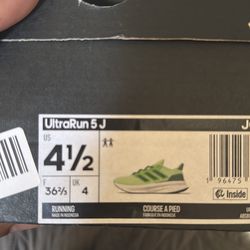 UltraRun 5 J
US
4½
F
36⅔
UK
4
RUNNING
MADE IN INDONESIA
COURSE A PIED
FABRIQUÉ EN INDONÉSIE
196475
Inside